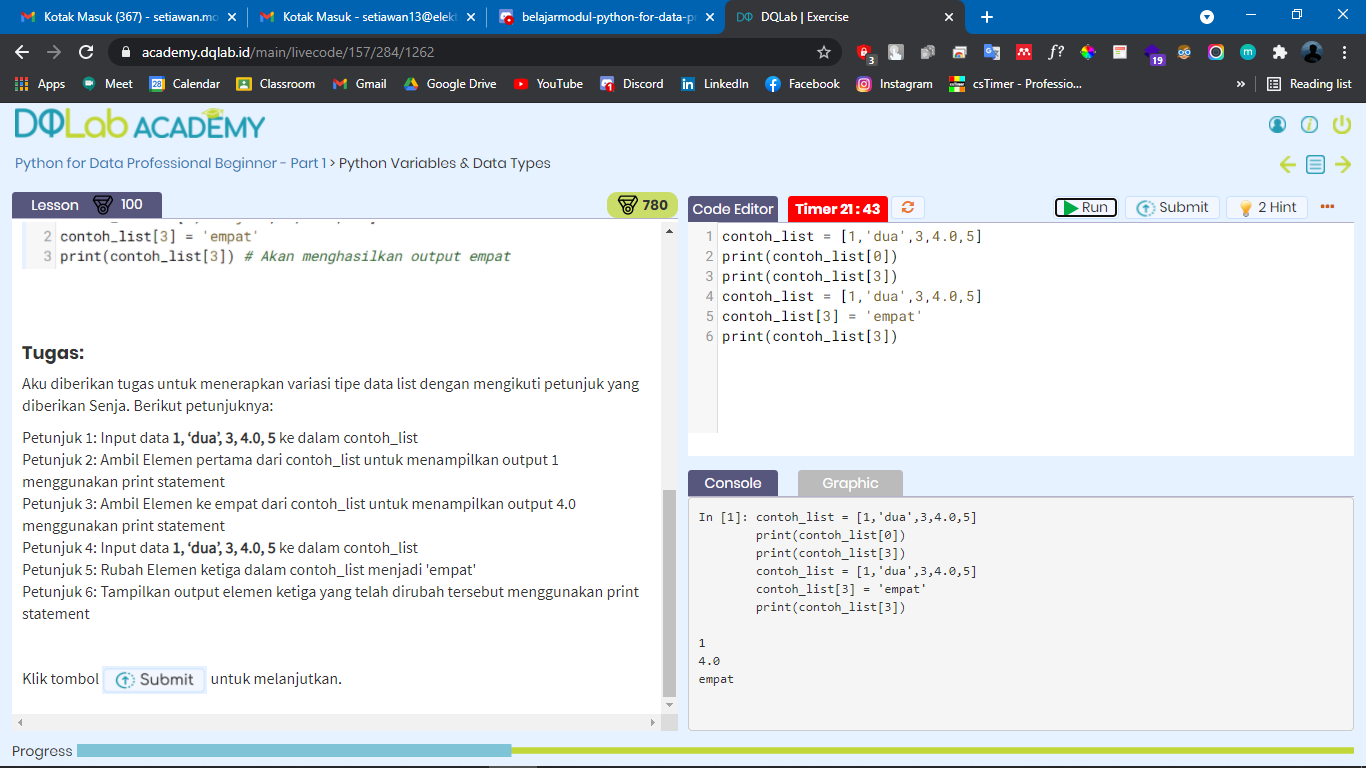 Kotak Masuk (367) - setiawan.mo
Kotak Masuk - setiawan13@elekt
belajarmodul-python-for-data-p
DQLab | Exercise
academy.dqlab.id/main/livecode/157/284/1262
3
f?
19
m
Apps
Meet
28
Calendar
Classroom
Gmail
Google Drive
YouTube
Discord
LinkedIn
Facebook
Instagram
csTimer - Professio...
»
Reading list
DQLab ACADEMY
Python for Data Professional Beginner - Part 1 > Python Variables & Data Types
Lesson 100
780
2 contoh_list[3] = 'empat'
3 print(contoh_list[3]) # Akan menghasilkan output empat
Tugas:
Aku diberikan tugas untuk menerapkan variasi tipe data list dengan mengikuti petunjuk yang
diberikan Senja. Berikut petunjuknya:
Petunjuk 1: Input data 1, ‘dua’, 3, 4.0, 5 ke dalam contoh_list
Petunjuk 2: Ambil Elemen pertama dari contoh_list untuk menampilkan output 1
menggunakan print statement
Petunjuk 3: Ambil Elemen ke empat dari contoh_list untuk menampilkan output 4.0
menggunakan print statement
Petunjuk 4: Input data 1, ‘dua’, 3, 4.0, 5 ke dalam contoh_list
Petunjuk 5: Rubah Elemen ketiga dalam contoh_list menjadi 'empat'
Petunjuk 6: Tampilkan output elemen ketiga yang telah dirubah tersebut menggunakan print
statement
Klik tombol Submit untuk melanjutkan.
Code Editor
Timer 21 : 43
Run
Submit
2 Hint
1 contoh_list = [1,'dua',3,4.0,5]
2 print(contoh_list[0])
3 print(contoh_list[3])
4 contoh_list = [1,'dua',3,4.0,5]
5 contoh_list[3] = 'empat'
6 print(contoh_list[3])
Console
Graphic
In [1]: contoh_list = [1,'dua',3,4.0,5]
print(contoh_list[0])
print(contoh_list[3])
contoh_list = [1,'dua',3,4.0,5]
contoh_list[3] = 'empat'
print(contoh_list[3])
1
4.0
empat
Progress